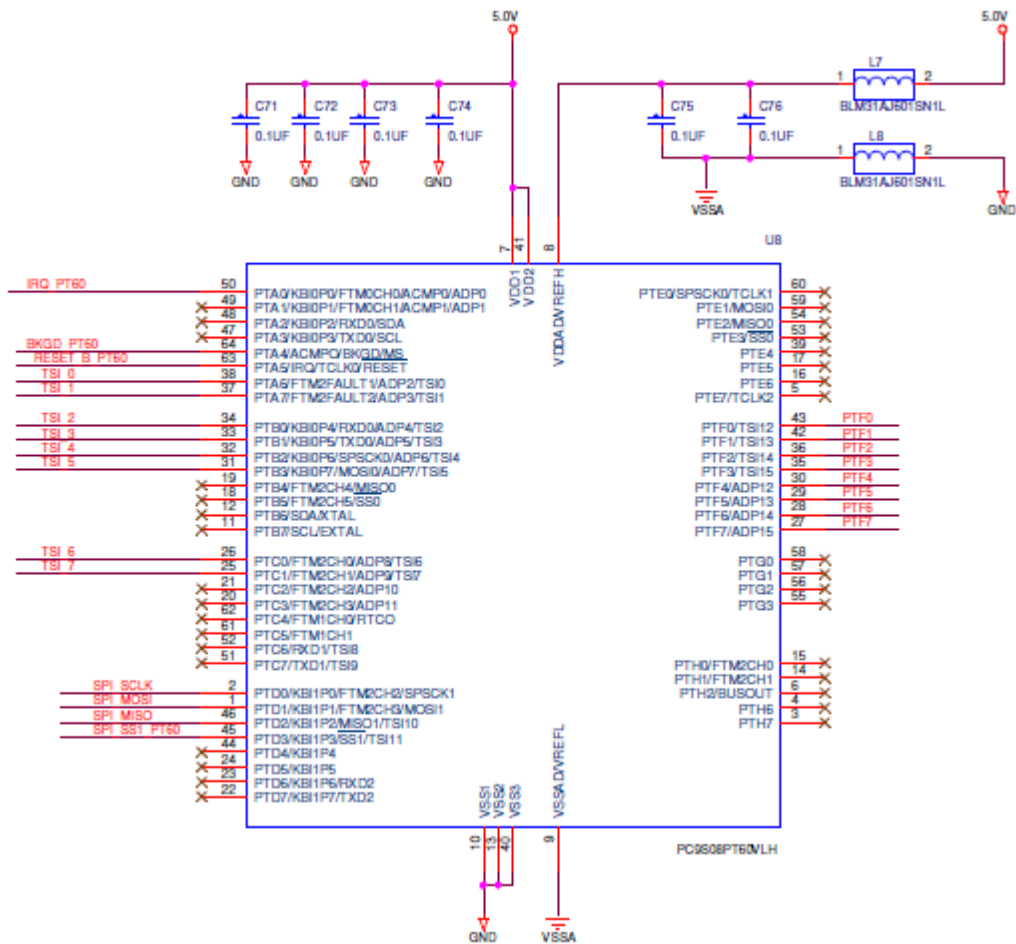 5.0V 5.0V
L7
1 2
BLM31AJ601SN1L
C71 C72 C73 C74 C75 C76
0.1UF 0.1UF 0.1UF 0.1UF 0.1UF 0.1UF
L8
1 2
BLM31AJ601SN1L
GND GND GND GND
VSSA GND
U8
7 41 8
VDD1 VDD2 VDDAD/VREFH
IRQ_PT60 50 PTA0/KBI0P0/FTM0CH0/ACMP0/ADP0
49 PTA1/KBI0P1/FTM0CH1/ACMP1/ADP1
48 PTA2/KBI0P2/RXD0/SDA
47 PTA3/KBI0P3/TXD0/SCL
BKGD_PT60 64 PTA4/ACMPO/BKGD/MS
RESET_B_PT60 63 PTA5/IRQ/TCLK0/RESET
TSI_0 38 PTA6/FTM2FAULT1/ADP2/TSI0
TSI_1 37 PTA7/FTM2FAULT2/ADP3/TSI1
TSI_2 34 PTB0/KBI0P4/RXD0/ADP4/TSI2
TSI_3 33 PTB1/KBI0P5/TXD0/ADP5/TSI3
TSI_4 32 PTB2/KBI0P6/SPSCK0/ADP6/TSI4
TSI_5 31 PTB3/KBI0P7/MOSI0/ADP7/TSI5
19 PTB4/FTM2CH4/MISO0
18 PTB5/FTM2CH5/SS0
12 PTB6/SDA/XTAL
11 PTB7/SCL/EXTAL
TSI_6 26 PTC0/FTM2CH0/ADP8/TSI6
TSI_7 25 PTC1/FTM2CH1/ADP9/TSI7
21 PTC2/FTM2CH2/ADP10
20 PTC3/FTM2CH3/ADP11
62 PTC4/FTM1CH0/RTCO
61 PTC5/FTM1CH1
52 PTC6/RXD1/TSI8
51 PTC7/TXD1/TSI9
SPI_SCLK 2 PTD0/KBI1P0/FTM2CH2/SPSCK1
SPI_MOSI 1 PTD1/KBI1P1/FTM2CH3/MOSI1
SPI_MISO 46 PTD2/KBI1P2/MISO1/TSI10
SPI_SS1_PT60 45 PTD3/KBI1P3/SS1/TSI11
44 PTD4/KBI1P4
24 PTD5/KBI1P5
23 PTD6/KBI1P6/RXD2
22 PTD7/KBI1P7/TXD2
PTE0/SPSCK0/TCLK1 60
PTE1/MOSI0 59
PTE2/MISO0 54
PTE3/SS0 53
PTE4 39
PTE5 17
PTE6 16
PTE7/TCLK2 5
PTF0/TSI12 43 PTF0
PTF1/TSI13 42 PTF1
PTF2/TSI14 36 PTF2
PTF3/TSI15 35 PTF3
PTF4/ADP12 30 PTF4
PTF5/ADP13 29 PTF5
PTF6/ADP14 28 PTF6
PTF7/ADP15 27 PTF7
PTG0 58
PTG1 57
PTG2 56
PTG3 55
PTH0/FTM2CH0 15
PTH1/FTM2CH1 14
PTH2/BUSOUT 6
PTH6 4
PTH7 3
VSS1 VSS2 VSS3 VSSAD/VREFL
10 13 40 9
PC9S08PT60VLH
GND VSSA